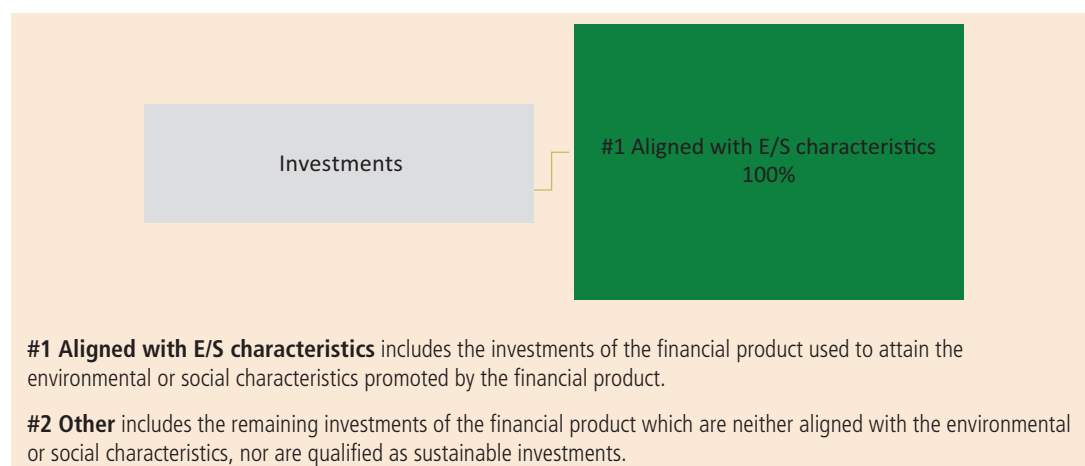 Investments
#1 Aligned with E/S characteristics
100%
#1 Aligned with E/S characteristics includes the investments of the financial product used to attain the
environmental or social characteristics promoted by the financial product.
#2 Other includes the remaining investments of the financial product which are neither aligned with the environmental
or social characteristics, nor are qualified as sustainable investments.